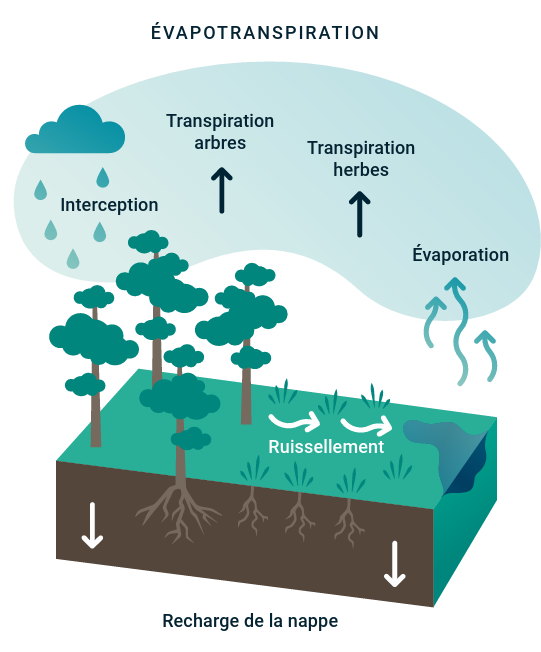 ÉVAPOTRANSPIRATION
Transpiration
arbres
Transpiration
herbes
Interception
Évaporation
Ruissellement
Recharge de la nappe